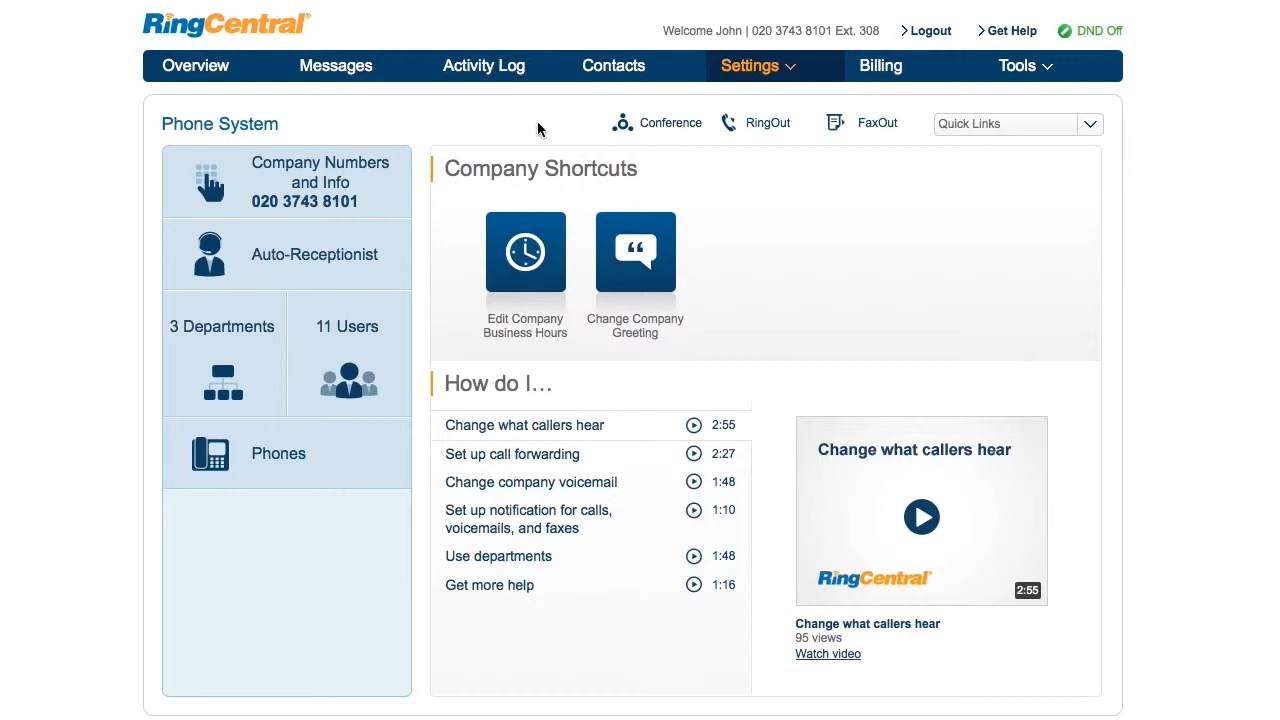 RingCentral
Welcome John | 020 3743 8101 Ext. 308
Logout
Get Help
DND Off
Overview
Messages
Activity Log
Contacts
Settings
Billing
Tools
Phone System
Conference
RingOut
FaxOut
Quick Links
Company Numbers
and Info
020 3743 8101
Auto-Receptionist
3 Departments
11 Users
Phones
Company Shortcuts
Edit Company
Business Hours
Change Company
Greeting
How do I...
Change what callers hear 2:55
Set up call forwarding 2:27
Change company voicemail 1:48
Set up notification for calls, 1:10
voicemails, and faxes
Use departments 1:48
Get more help 1:16
Change what callers hear
RingCentral
2:55
Change what callers hear
95 views
Watch video